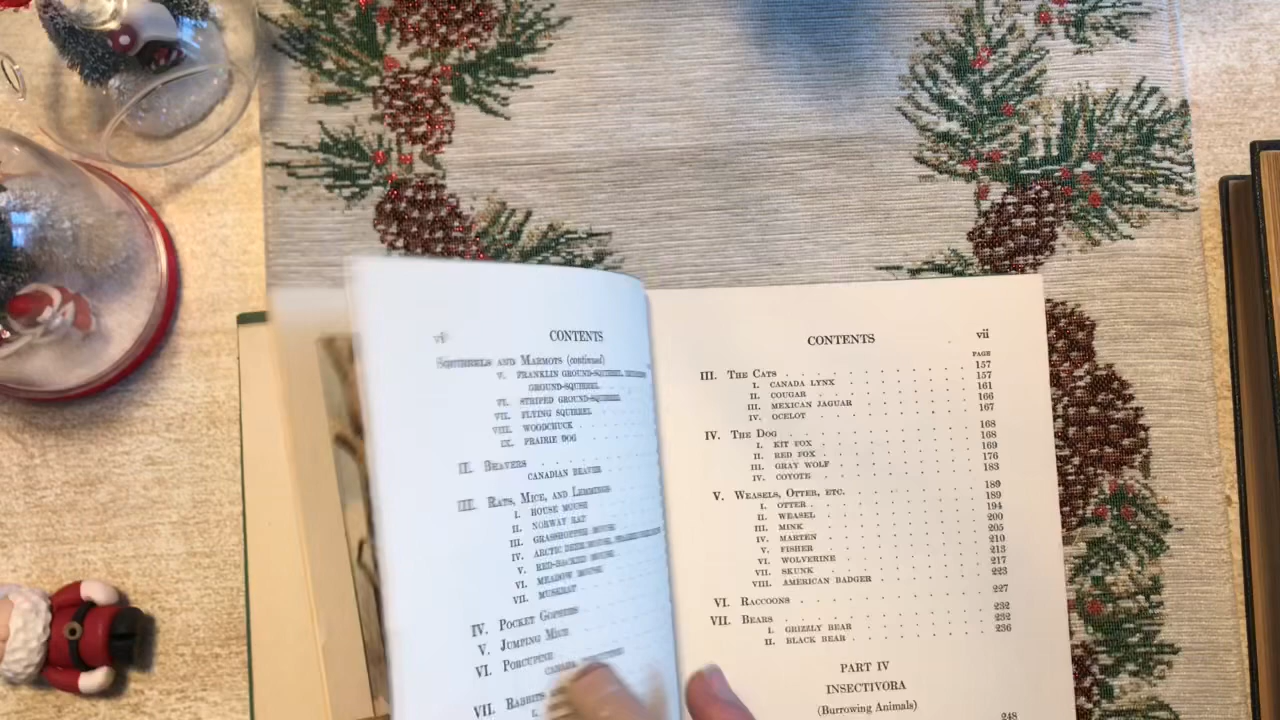 vi
CONTENTS
SQUIRRELS AND MARMOTS (continued)
V. FRANKLIN GROUND-SQUIRREL,
GROUND-SQUIRREL
VI. STRIPED GROUND-SQUIRREL
VII. FLYING SQUIRREL
VIII. WOODCHUCK
IX. PRAIRIE DOG
II. BEAVERS
CANADIAN BEAVER
III. RATS, MICE, AND LEMMINGS
I. HOUSE MOUSE
II. NORWAY RAT
III. GRASSHOPPER MOUSE
IV. ARCTIC DEER MOUSE,
V. RED-BACKED MOUSE
VI. MEADOW MOUSE
VII. MUSKRAT
IV. POCKET GOPHERS
V. JUMPING MICE
VI. PORCUPINE
CANADA
VII. RABBITS
I.
CONTENTS vii
PAGE
III. THE CATS 157
I. CANADA LYNX 157
II. COUGAR 161
III. MEXICAN JAGUAR 166
IV. OCELOT 167
IV. THE DOG 168
I. KIT FOX 168
II. RED FOX 169
III. GRAY WOLF 176
IV. COYOTE 183
V. WEASELS, OTTER, ETC. 189
I. OTTER 189
II. WEASEL 194
III. MINK 200
IV. MARTEN 205
V. FISHER 210
VI. WOLVERINE 213
VII. SKUNK 217
VIII. AMERICAN BADGER 223
VI. RACCOONS 227
VII. BEARS 232
I. GRIZZLY BEAR 232
II. BLACK BEAR 236
PART IV
INSECTIVORA
(Burrowing Animals)
248